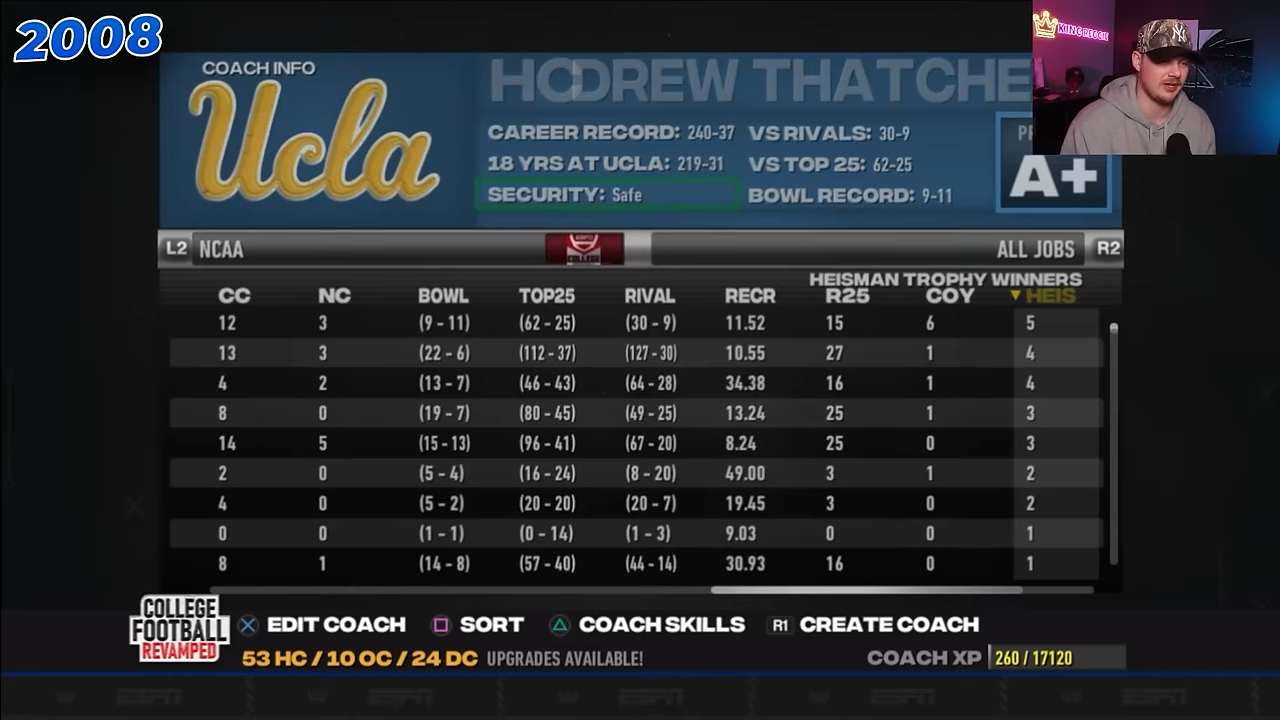 2008
KING REGGIE
COACH INFO
Ucla
HC DREW THATCHE
CAREER RECORD: 240-37
VS RIVALS: 30-9
18 YRS AT UCLA: 219-31
VS TOP 25: 62-25
SECURITY: Safe
BOWL RECORD: 9-11
A+
L2 NCAA
ALL JOBS R2
HEISMAN TROPHY WINNERS
CC NC BOWL TOP25 RIVAL RECR R25 COY HEIS
12 3 (9 - 11) (62 - 25) (30 - 9) 11.52 15 6 5
13 3 (22 - 6) (112 - 37) (127 - 30) 10.55 27 1 4
4 2 (13 - 7) (46 - 43) (64 - 28) 34.38 16 1 4
8 0 (19 - 7) (80 - 45) (49 - 25) 13.24 25 1 3
14 5 (15 - 13) (96 - 41) (67 - 20) 8.24 25 0 3
2 0 (5 - 4) (16 - 24) (8 - 20) 49.00 3 1 2
4 0 (5 - 2) (20 - 20) (20 - 7) 19.45 3 0 2
0 0 (1 - 1) (0 - 14) (1 - 3) 9.03 0 0 1
8 1 (14 - 8) (57 - 40) (44 - 14) 30.93 16 0 1
COLLEGE
FOOTBALL
REVAMPED
EDIT COACH SORT COACH SKILLS R1 CREATE COACH
53 HC / 10 OC / 24 DC UPGRADES AVAILABLE!
COACH XP 260 / 17120